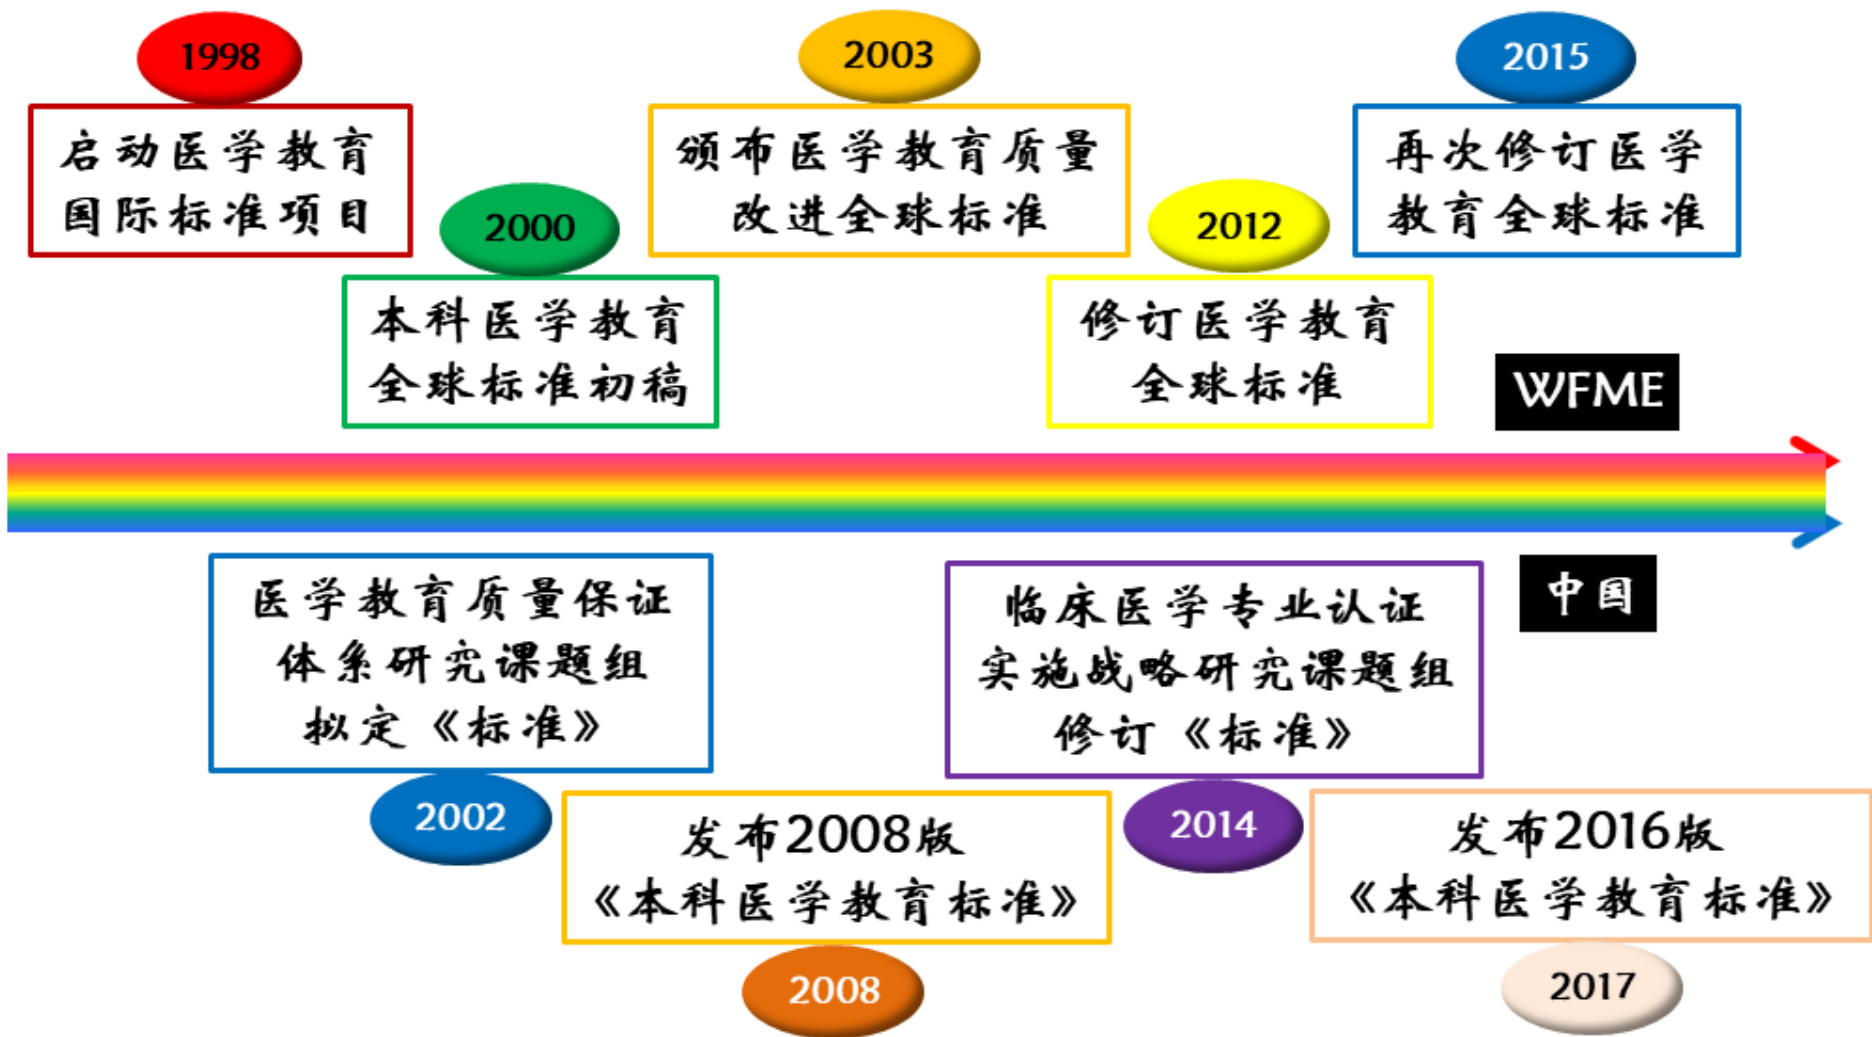 1998
启动医学教育
国际标准项目
2000
本科医学教育
全球标准初稿
2003
颁布医学教育质量
改进全球标准
2012
修订医学教育
全球标准
2015
再次修订医学
教育全球标准
WFME
中国
医学教育质量保证
体系研究课题组
拟定《标准》
2002
发布2008版
《本科医学教育标准》
2008
临床医学专业认证
实施战略研究课题组
修订《标准》
2014
发布2016版
《本科医学教育标准》
2017